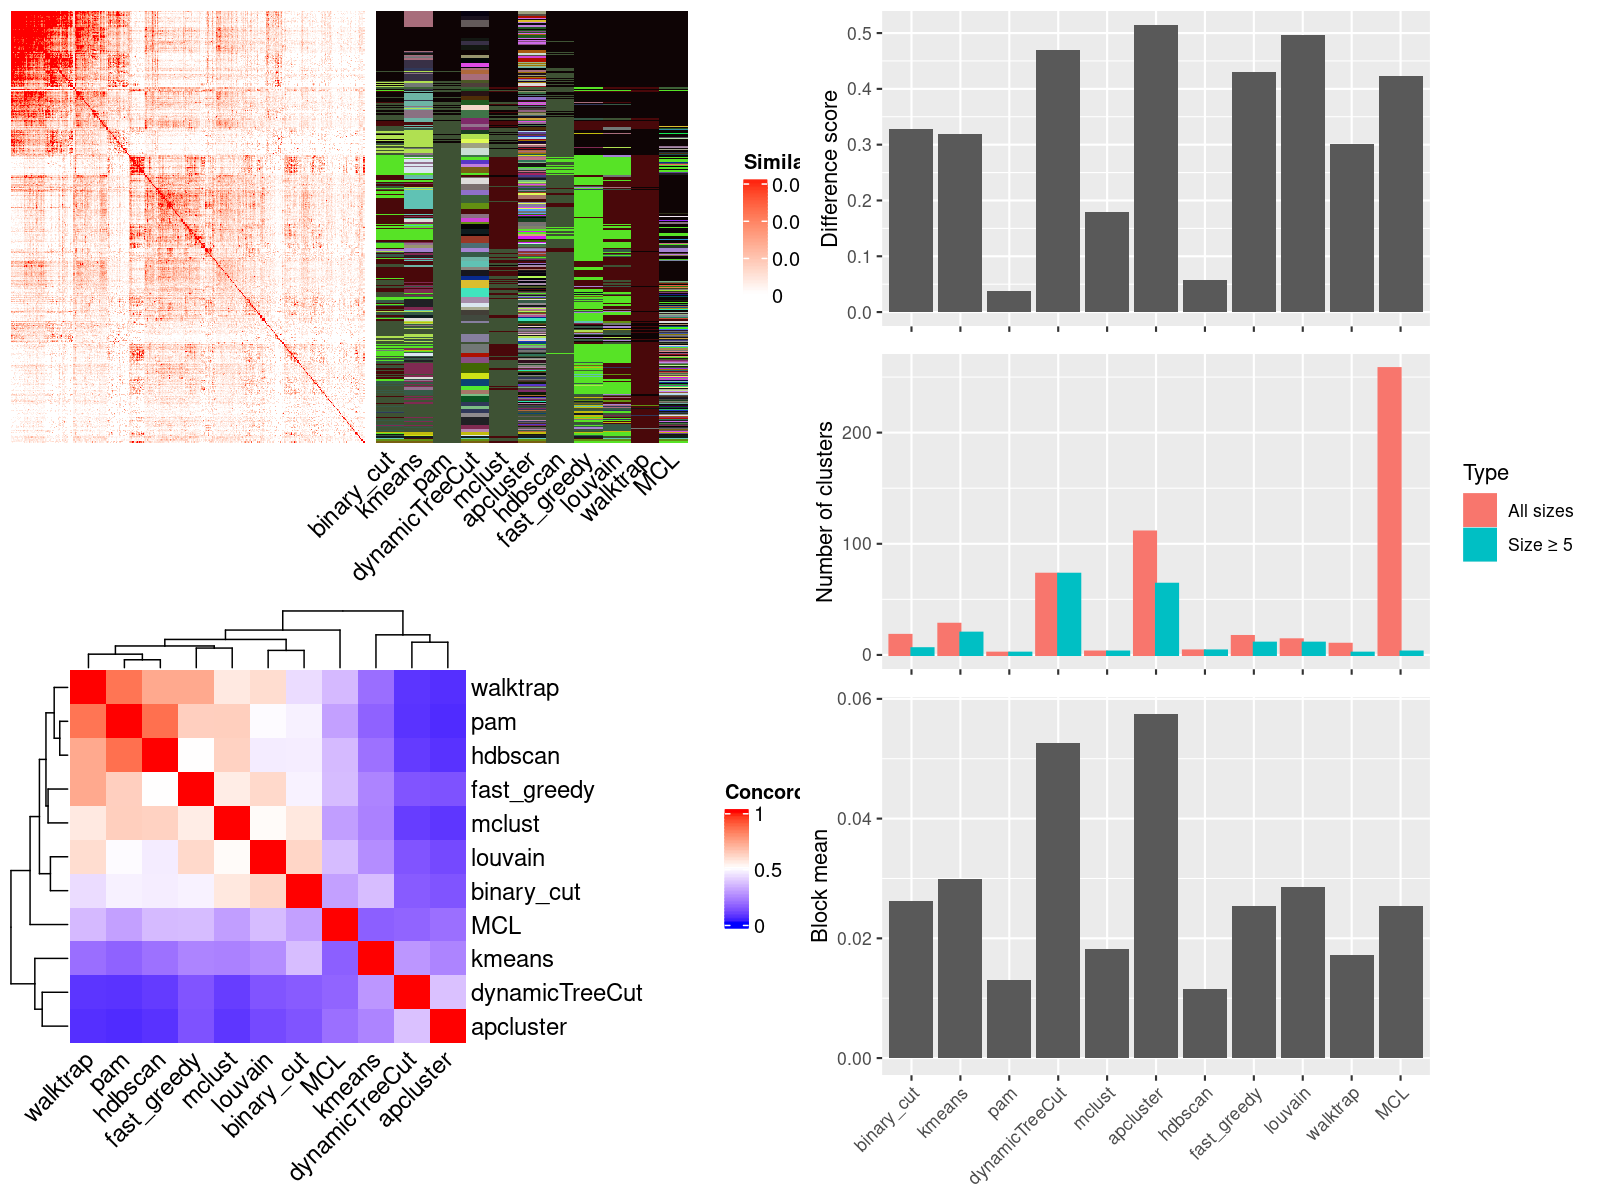 Simila
0.0
0.0
0.0
0
binary_cut
kmeans
pam
dynamicTreeCut
mclust
apcluster
hdbscan
fast_greedy
louvain
walktrap
MCL
walktrap
pam
hdbscan
fast_greedy
mclust
louvain
binary_cut
MCL
kmeans
dynamicTreeCut
apcluster
walktrap
pam
hdbscan
fast_greedy
mclust
louvain
binary_cut
MCL
kmeans
dynamicTreeCut
apcluster
Concord
1
0.5
0
Difference score
0.5
0.4
0.3
0.2
0.1
0.0
Number of clusters
200
100
0
Type
All sizes
Size ≥ 5
Block mean
0.06
0.04
0.02
0.00
binary_cut
kmeans
pam
dynamicTreeCut
mclust
apcluster
hdbscan
fast_greedy
louvain
walktrap
MCL